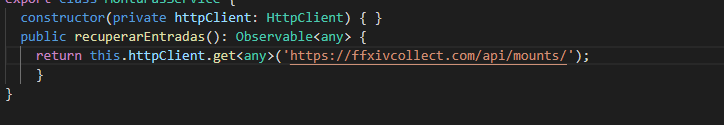 export class MonturasService {
constructor(private httpClient: HttpClient) { }
public recuperarEntradas(): Observable<any> {
return this.httpClient.get<any>('https://ffxivcollect.com/api/mounts/');
}
}